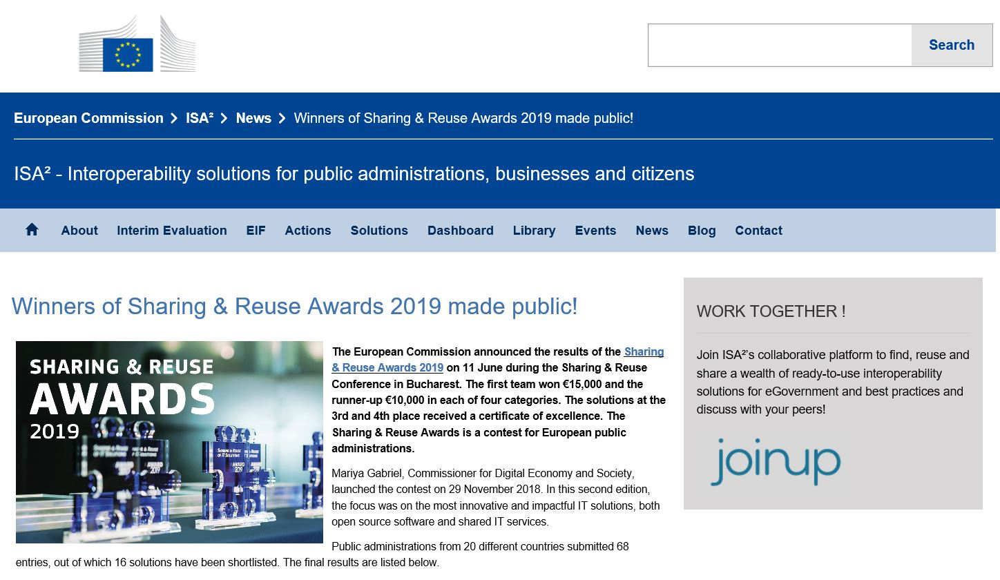 Search
European Commission > ISA² > News > Winners of Sharing & Reuse Awards 2019 made public!
ISA² - Interoperability solutions for public administrations, businesses and citizens
About Interim Evaluation EIF Actions Solutions Dashboard Library Events News Blog Contact
Winners of Sharing & Reuse Awards 2019 made public!
SHARING & REUSE
AWARDS
2019
SHARING & REUSE
OF IT SOLUTIONS
AWARD
2019
The European Commission announced the results of the Sharing
& Reuse Awards 2019 on 11 June during the Sharing & Reuse
Conference in Bucharest. The first team won €15,000 and the
runner-up €10,000 in each of four categories. The solutions at the
3rd and 4th place received a certificate of excellence. The
Sharing & Reuse Awards is a contest for European public
administrations.
Mariya Gabriel, Commissioner for Digital Economy and Society,
launched the contest on 29 November 2018. In this second edition,
the focus was on the most innovative and impactful IT solutions, both
open source software and shared IT services.
Public administrations from 20 different countries submitted 68
entries, out of which 16 solutions have been shortlisted. The final results are listed below.
WORK TOGETHER !
Join ISA²’s collaborative platform to find, reuse and
share a wealth of ready-to-use interoperability
solutions for eGovernment and best practices and
discuss with your peers!
joinup